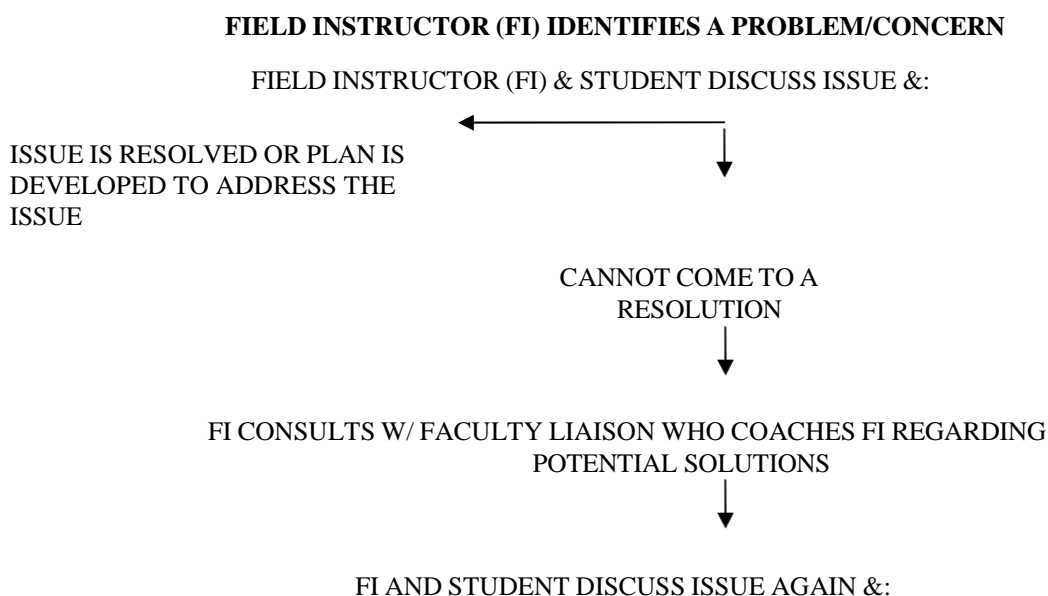 FIELD INSTRUCTOR (FI) IDENTIFIES A PROBLEM/CONCERN
FIELD INSTRUCTOR (FI) & STUDENT DISCUSS ISSUE &:
ISSUE IS RESOLVED OR PLAN IS
DEVELOPED TO ADDRESS THE
ISSUE
CANNOT COME TO A
RESOLUTION
FI CONSULTS W/ FACULTY LIAISON WHO COACHES FI REGARDING
POTENTIAL SOLUTIONS
FI AND STUDENT DISCUSS ISSUE AGAIN &: